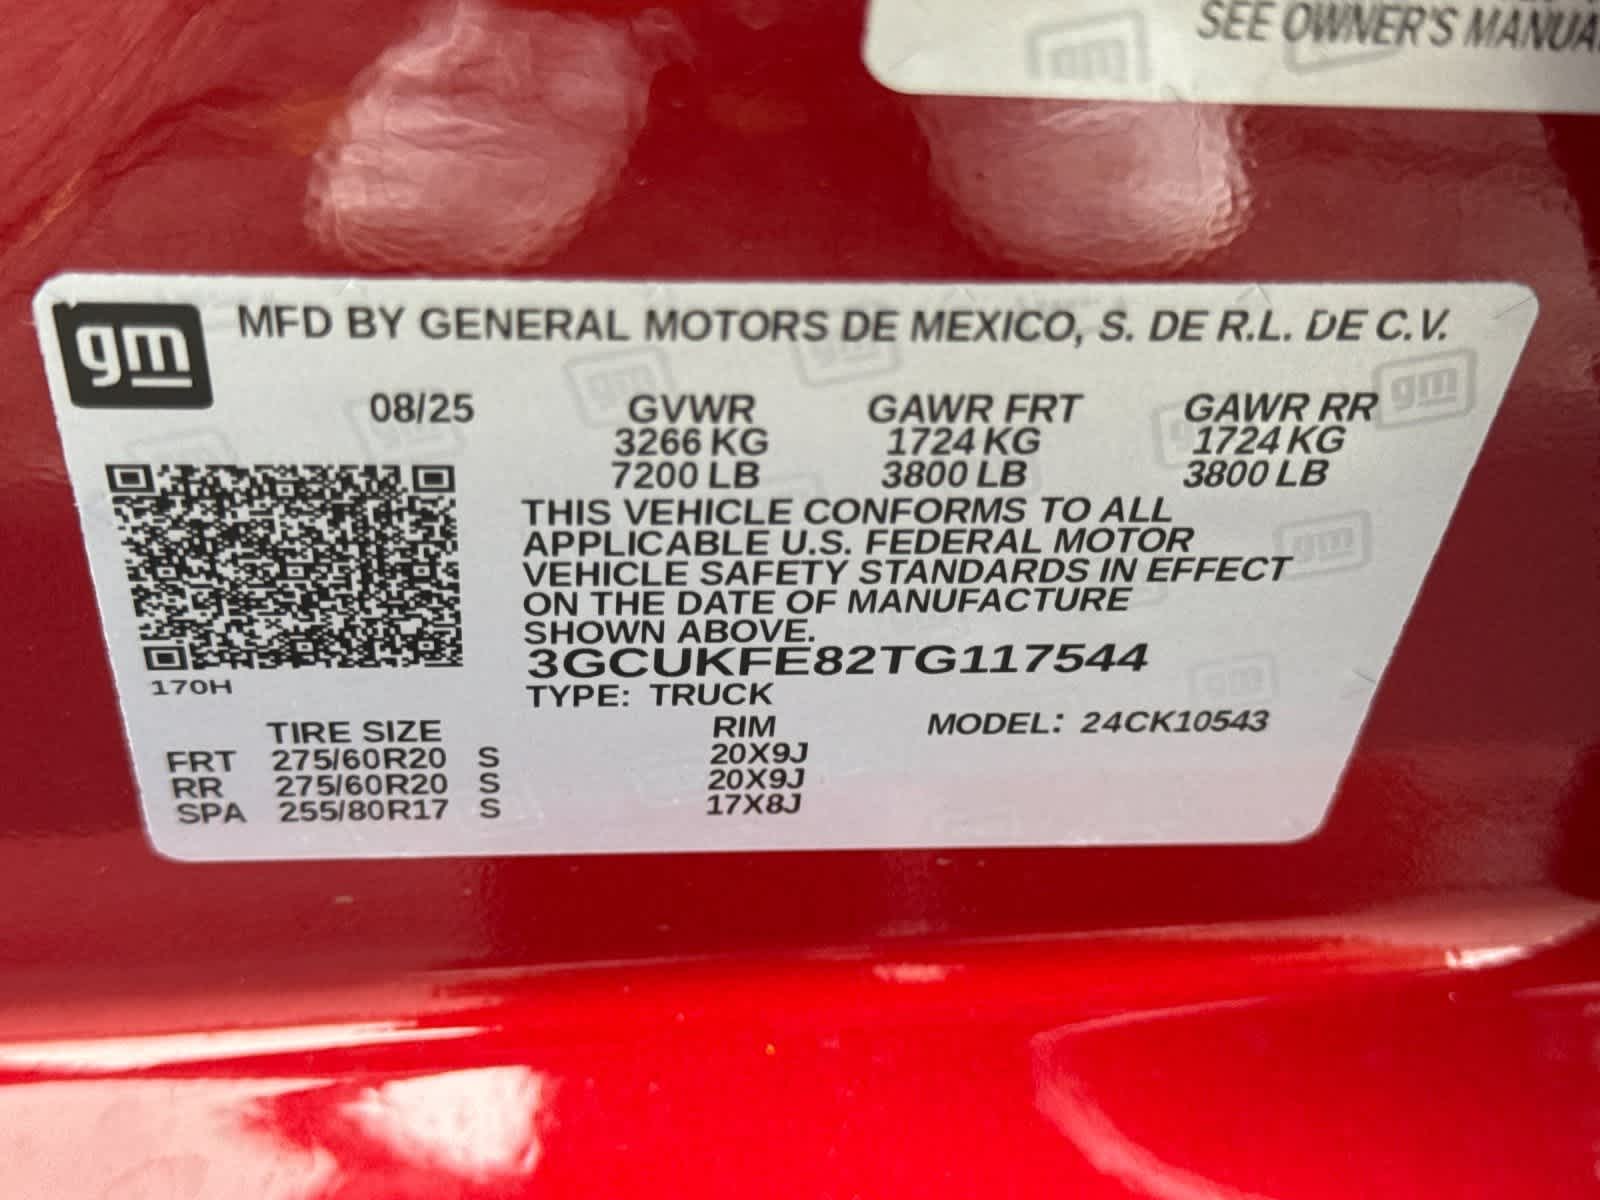 SEE OWNER'S MANUAL
gm
MFD BY GENERAL MOTORS DE MEXICO, S. DE R.L. DE C.V.
08/25 GVWR GAWR FRT GAWR RR
3266 KG 1724 KG 1724 KG
7200 LB 3800 LB 3800 LB
THIS VEHICLE CONFORMS TO ALL
APPLICABLE U.S. FEDERAL MOTOR
VEHICLE SAFETY STANDARDS IN EFFECT
ON THE DATE OF MANUFACTURE
SHOWN ABOVE.
3GCUKFE82TG117544
170H
TYPE: TRUCK
TIRE SIZE RIM MODEL: 24CK10543
FRT 275/60R20 S 20X9J
RR 275/60R20 S 20X9J
SPA 255/80R17 S 17X8J